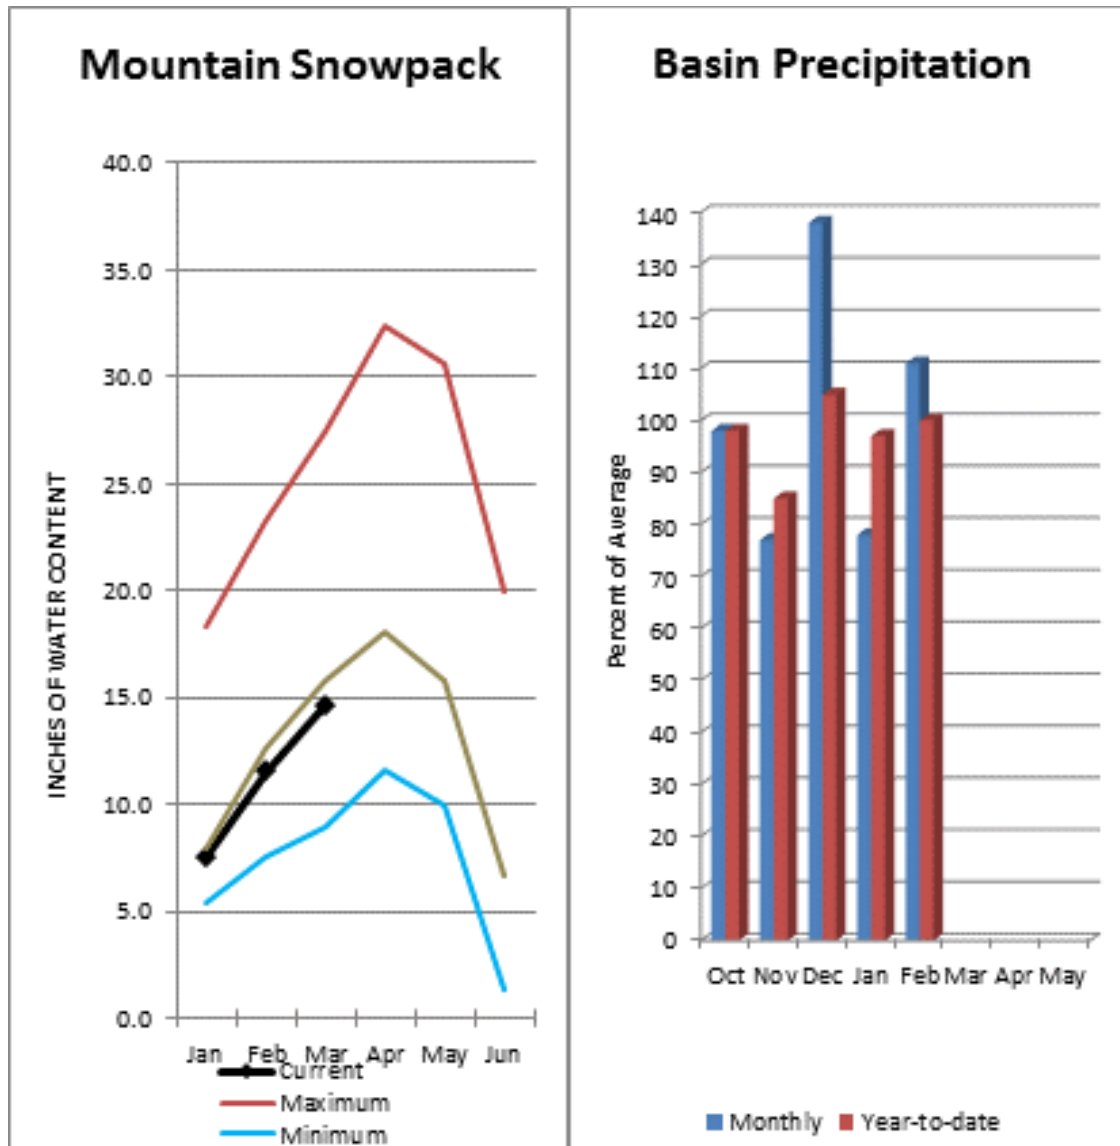 Mountain Snowpack
40.0
35.0
30.0
25.0
20.0
15.0
10.0
5.0
0.0
INCHES OF WATER CONTENT
Jan Feb Mar Apr May Jun
Current
Maximum
Minimum
Basin Precipitation
140
130
120
110
100
90
80
70
60
50
40
30
20
10
0
Percent of Average
Oct Nov Dec Jan Feb Mar Apr May
Monthly Year-to-date